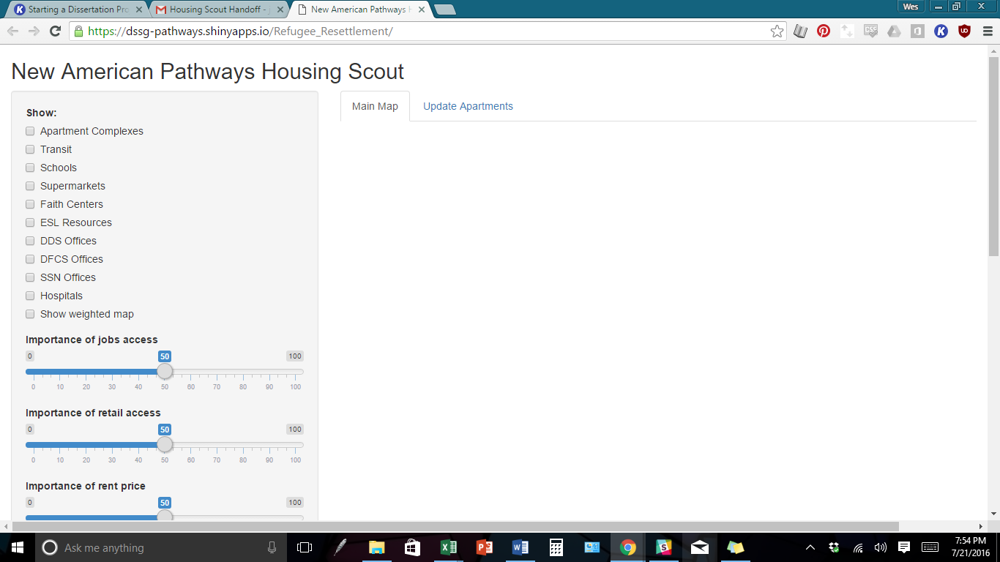 Starting a Dissertation Pro
Housing Scout Handoff - j
New American Pathways H
Wes
https://dssg-pathways.shinyapps.io/Refugee_Resettlement/
New American Pathways Housing Scout
Main Map
Update Apartments
Show:
Apartment Complexes
Transit
Schools
Supermarkets
Faith Centers
ESL Resources
DDS Offices
DFCS Offices
SSN Offices
Hospitals
Show weighted map
Importance of jobs access
0 50 100
0 10 20 30 40 50 60 70 80 90 100
Importance of retail access
0 50 100
0 10 20 30 40 50 60 70 80 90 100
Importance of rent price
0 50 100
Ask me anything
7:54 PM
7/21/2016